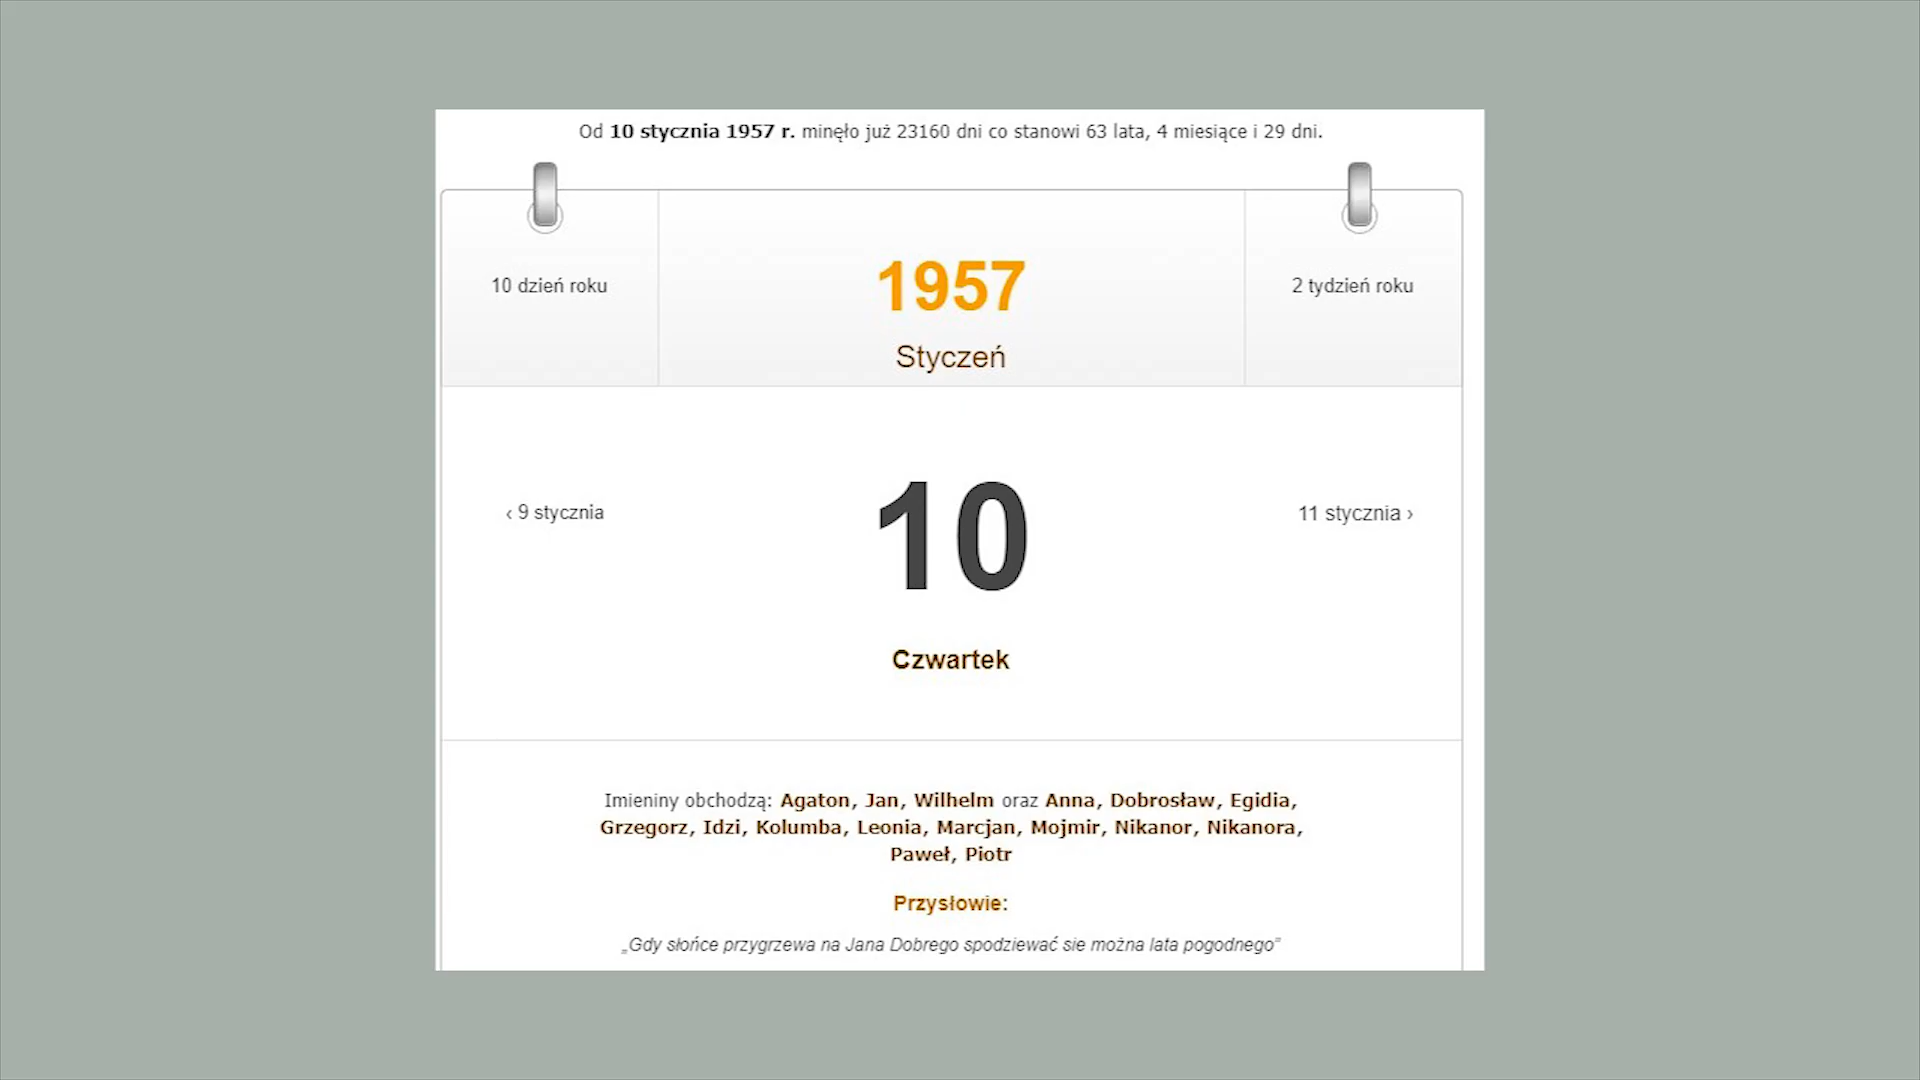 Od 10 stycznia 1957 r. minęło już 23160 dni co stanowi 63 lata, 4 miesiące i 29 dni.
10 dzień roku
1957
2 tydzień roku
Styczeń
‹ 9 stycznia
10
11 stycznia ›
Czwartek
Imieniny obchodzą: Agaton, Jan, Wilhelm oraz Anna, Dobrosław, Egidia,
Grzegorz, Idzi, Kolumba, Leonia, Marcjan, Mojmir, Nikanor, Nikanora,
Paweł, Piotr
Przysłowie:
„Gdy słońce przygrzewa na Jana Dobrego spodziewać sie można lata pogodnego”